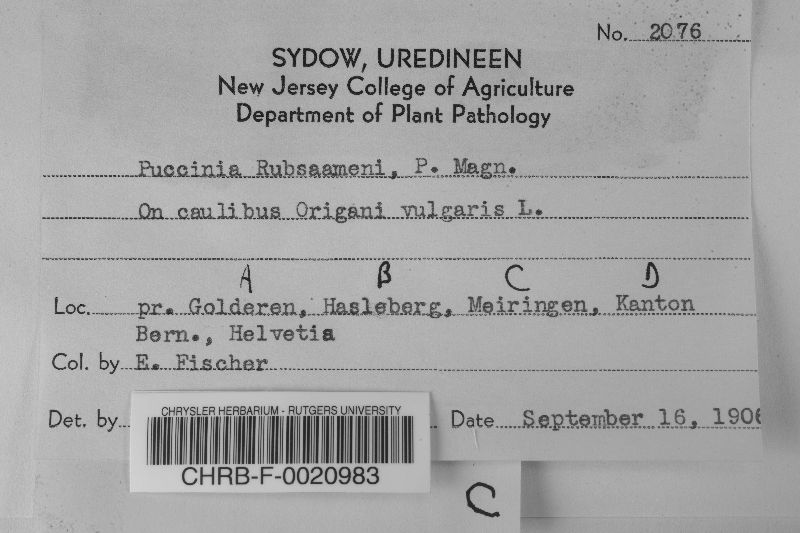 No. 2076
SYDOW, UREDINEEN
New Jersey College of Agriculture
Department of Plant Pathology
Puccinia Rubsaameni, P. Magn.
On caulibus Origani vulgaris L.
A B C D
Loc. pr. Golderen, Hasleberg, Meiringen, Kanton
Bern., Helvetia
Col. by E. Fischer
Det. by Date September 16, 1906
CHRYSLER HERBARIUM - RUTGERS UNIVERSITY
CHRB-F-0020983
C